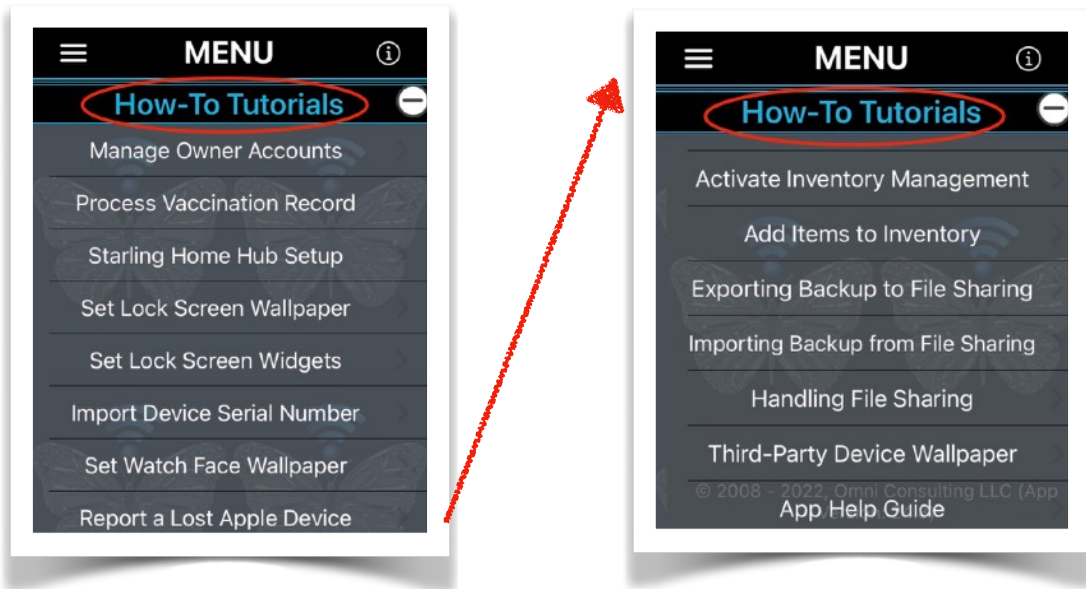 MENU
How-To Tutorials
Manage Owner Accounts
Process Vaccination Record
Starling Home Hub Setup
Set Lock Screen Wallpaper
Set Lock Screen Widgets
Import Device Serial Number
Set Watch Face Wallpaper
Report a Lost Apple Device
MENU
How-To Tutorials
Activate Inventory Management
Add Items to Inventory
Exporting Backup to File Sharing
Importing Backup from File Sharing
Handling File Sharing
Third-Party Device Wallpaper
© 2008 - 2022, Omni Consulting LLC (App
App Help Guide